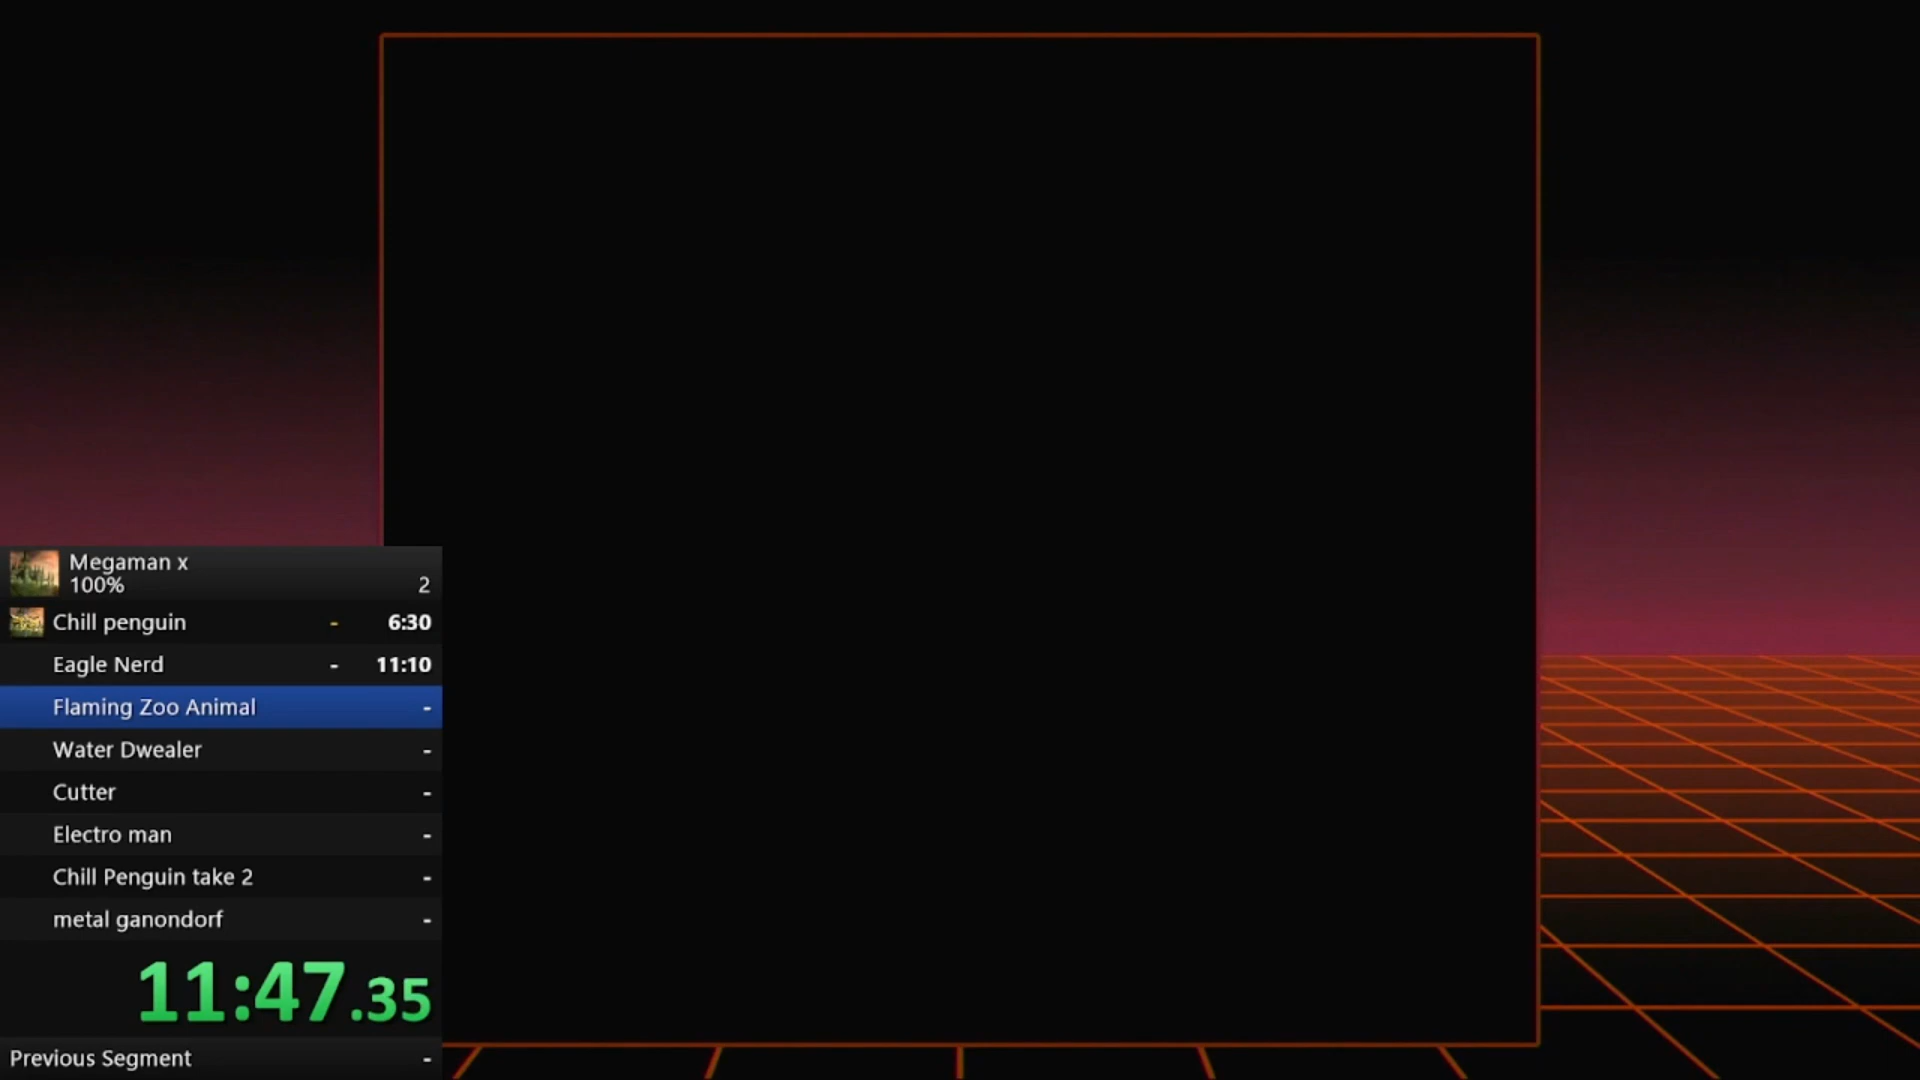 Megaman x
100% 2
Chill penguin - 6:30
Eagle Nerd - 11:10
Flaming Zoo Animal -
Water Dwealer -
Cutter -
Electro man -
Chill Penguin take 2 -
metal ganondorf -
11:47.35
Previous Segment -